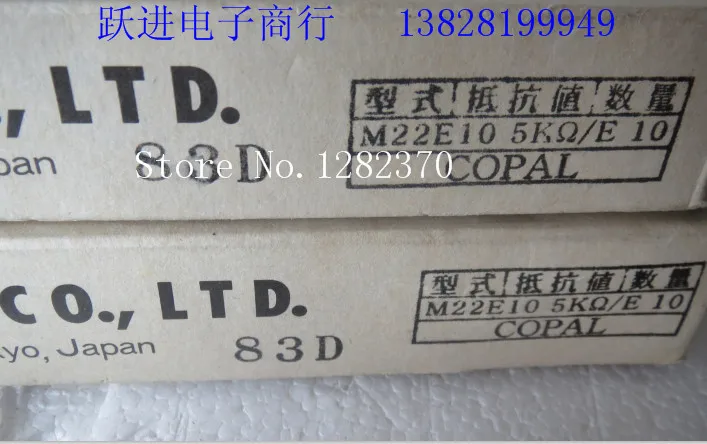 跃进电子商行 13828199949
., LTD.
型式 抵抗値 数量
M22E10 5KΩ/E 10
COPAL
pan 83D
Store No. 1282370
CO., LTD.
型式 抵抗値 数量
M22E10 5KΩ/E 10
COPAL
yo, Japan 83D